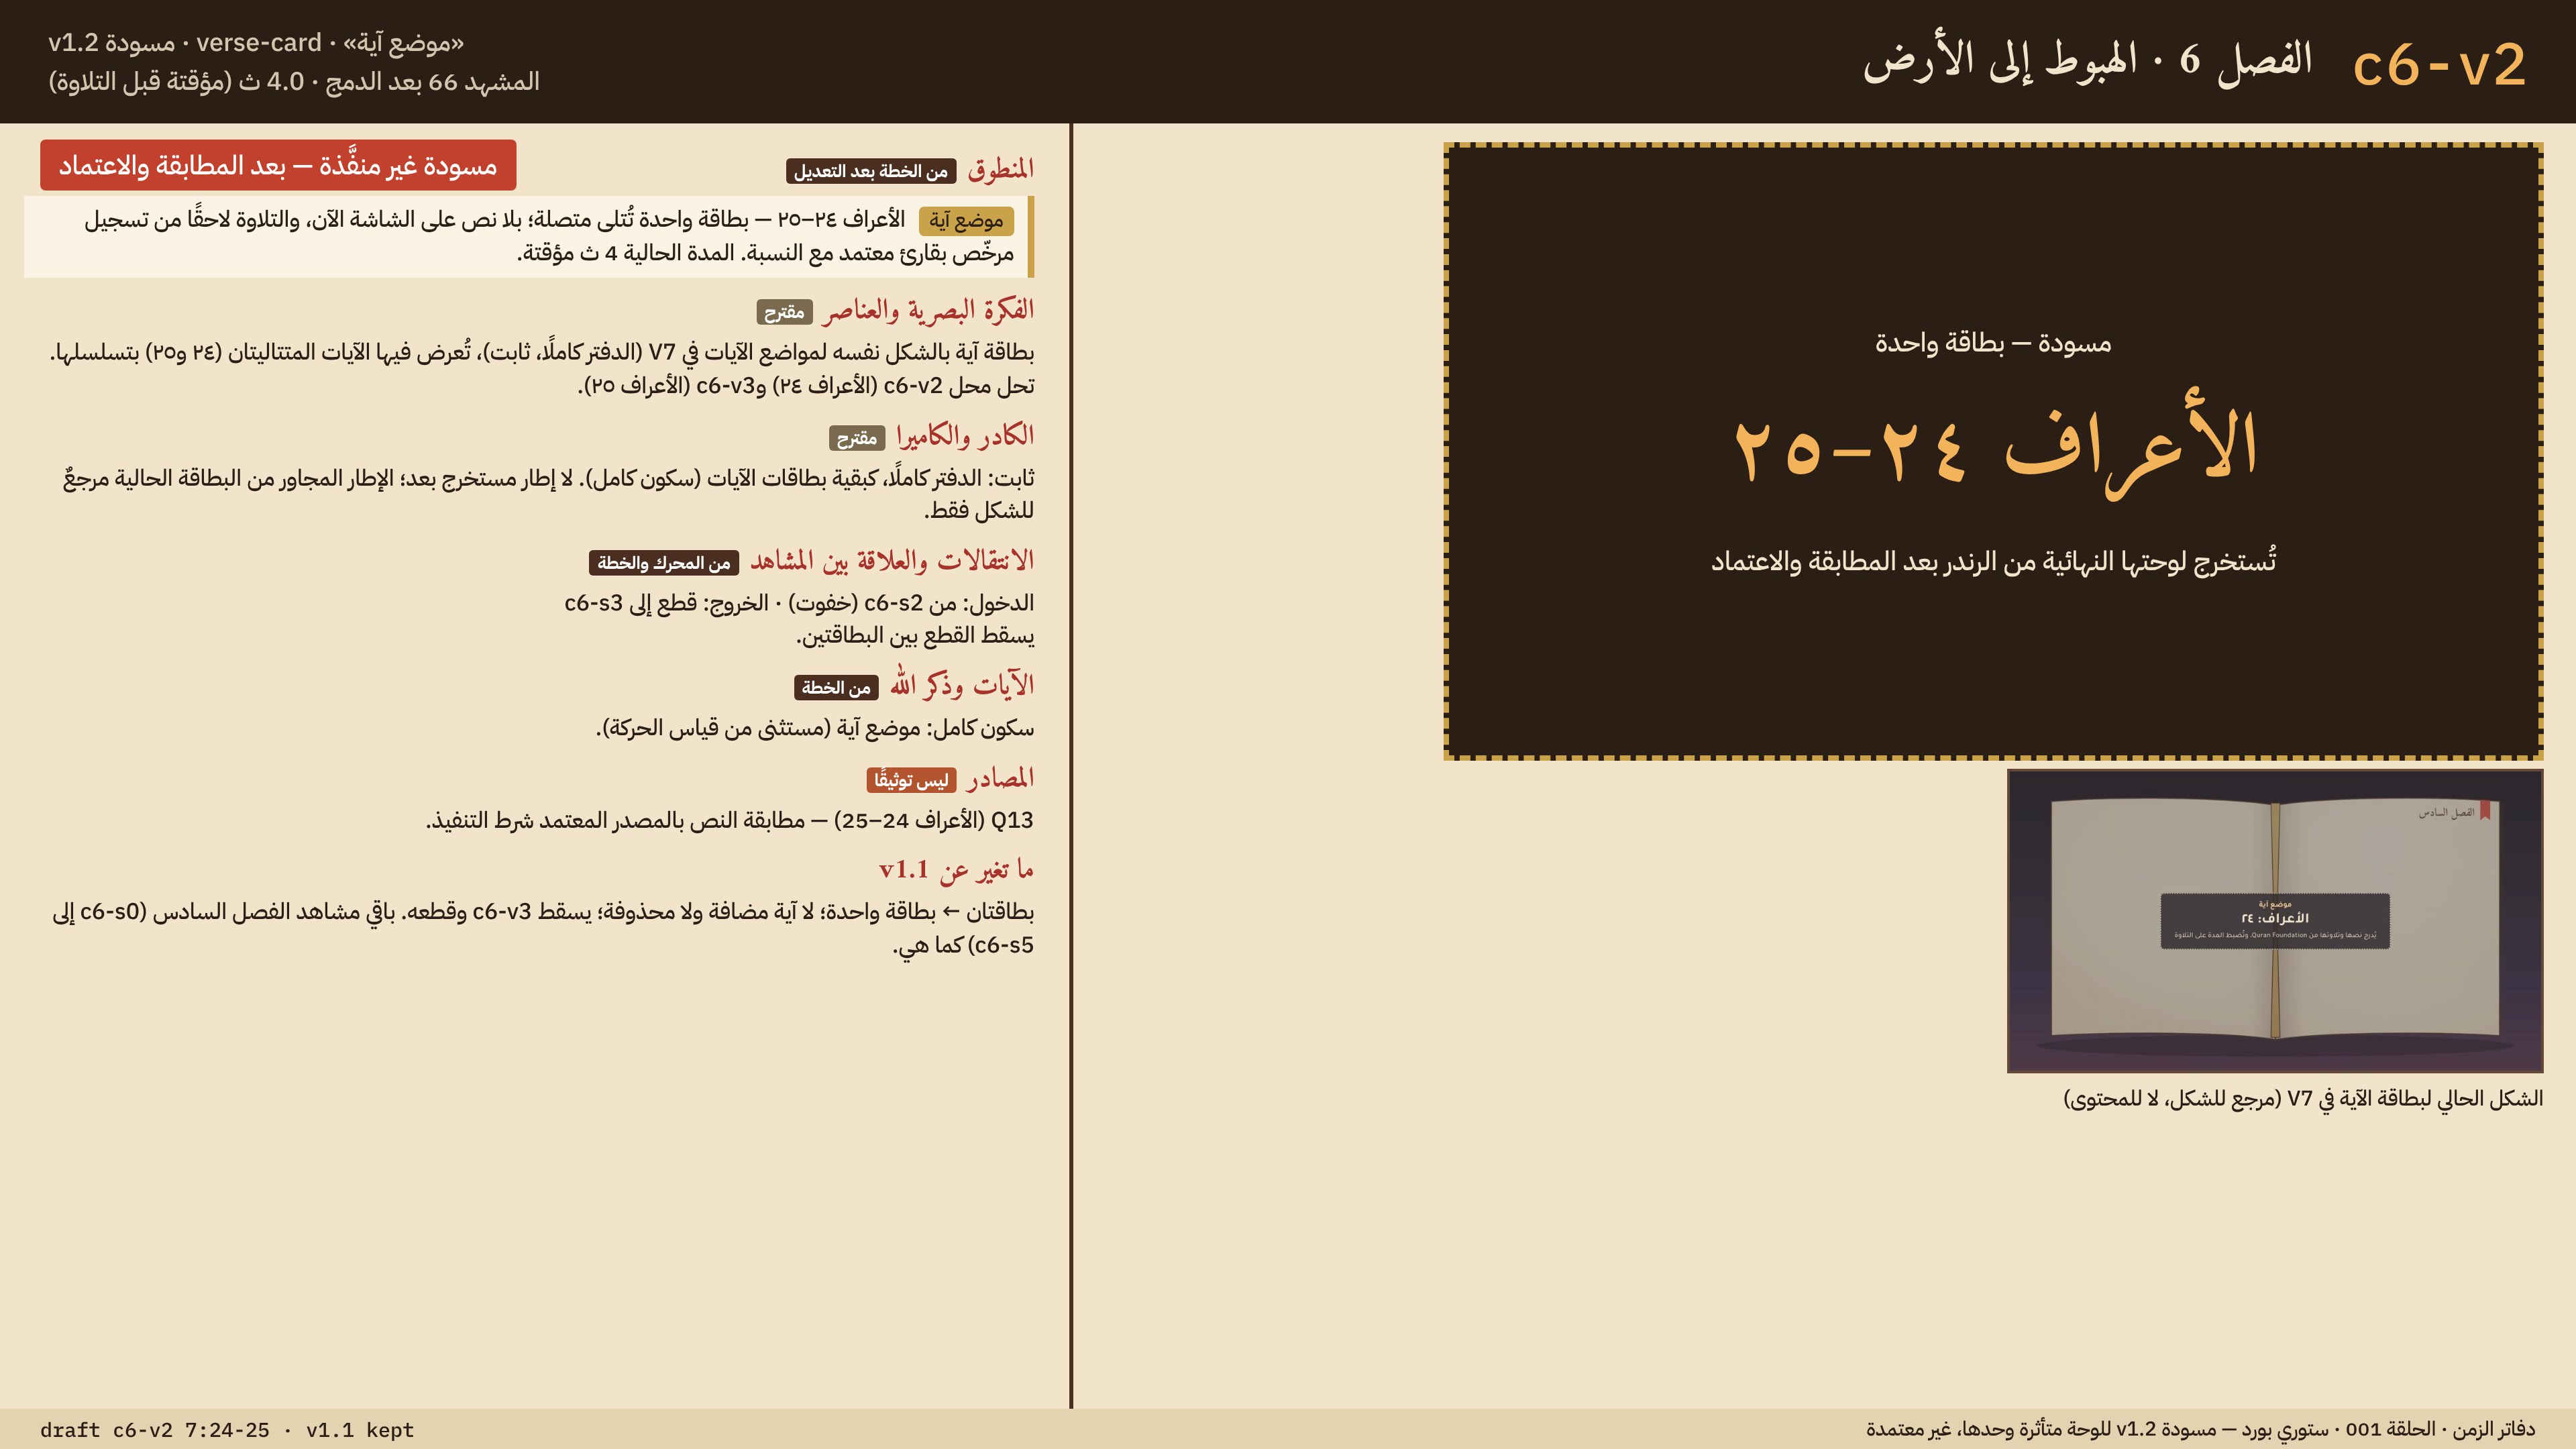 c6-v2 الفصل 6 · الهبوط إلى الأرض
«موضع آية» · verse-card · مسودة v1.2
المشهد 66 بعد الدمج · 4.0 ث (مؤقتة قبل التلاوة)
مسودة — بطاقة واحدة
الأعراف ٢٤–٢٥
تُستخرج لوحتها النهائية من الرندر بعد المطابقة والاعتماد
الفصل السادس
موضع آية
الأعراف: ٢٤
يُدرج نصها وتلاوتها من Quran Foundation، وتُضبط المدة على التلاوة
الشكل الحالي لبطاقة الآية في V7 (مرجع للشكل، لا للمحتوى)
المنطوق من الخطة بعد التعديل
مسودة غير منفَّذة — بعد المطابقة والاعتماد
موضع آية الأعراف ٢٤–٢٥ — بطاقة واحدة تُتلى متصلة؛ بلا نص على الشاشة الآن، والتلاوة لاحقًا من تسجيل
مرخّص بقارئ معتمد مع النسبة. المدة الحالية 4 ث مؤقتة.
الفكرة البصرية والعناصر مقترح
بطاقة آية بالشكل نفسه لمواضع الآيات في V7 (الدفتر كاملًا، ثابت)، تُعرض فيها الآيات المتتاليتان (٢٤ و٢٥) بتسلسلها.
تحل محل c6-v2 (الأعراف ٢٤) وc6-v3 (الأعراف ٢٥).
الكادر والكاميرا مقترح
ثابت: الدفتر كاملًا، كبقية بطاقات الآيات (سكون كامل). لا إطار مستخرج بعد؛ الإطار المجاور من البطاقة الحالية مرجعٌ
للشكل فقط.
الانتقالات والعلاقة بين المشاهد من المحرك والخطة
الدخول: من c6-s2 (خفوت) · الخروج: قطع إلى c6-s3
يسقط القطع بين البطاقتين.
الآيات وذكر الله من الخطة
سكون كامل: موضع آية (مستثنى من قياس الحركة).
المصادر ليس توثيقًا
Q13 (الأعراف 24–25) — مطابقة النص بالمصدر المعتمد شرط التنفيذ.
ما تغير عن v1.1
بطاقتان ← بطاقة واحدة؛ لا آية مضافة ولا محذوفة؛ يسقط c6-v3 وقطعه. باقي مشاهد الفصل السادس (c6-s0 إلى
c6-s5) كما هي.
دفاتر الزمن · الحلقة 001 · ستوري بورد — مسودة v1.2 للوحة متأثرة وحدها، غير معتمدة
draft c6-v2 7:24-25 · v1.1 kept